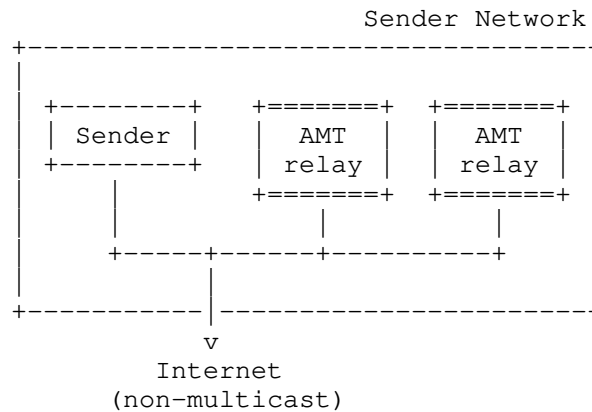 Sender Network
Sender
AMT
relay
AMT
relay
v
Internet
(non-multicast)